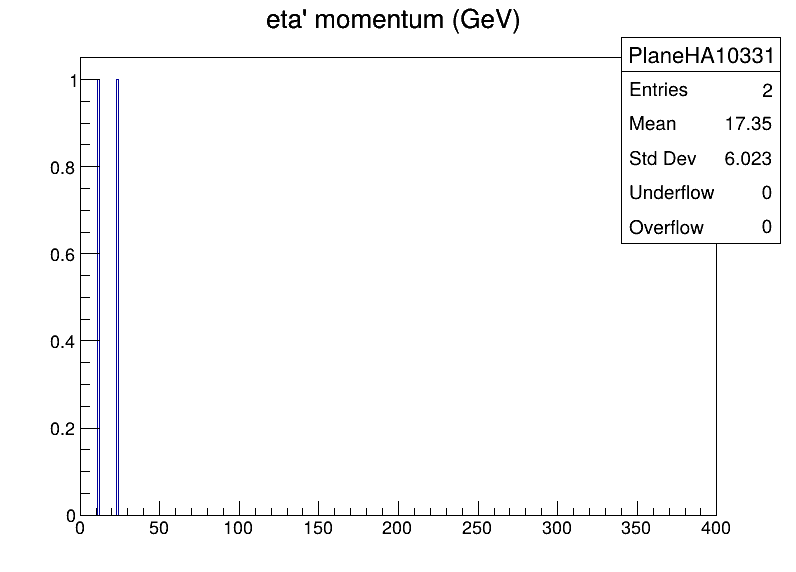 eta' momentum (GeV)
PlaneHA10331
Entries 2
Mean 17.35
Std Dev 6.023
Underflow 0
Overflow 0
1
0.8
0.6
0.4
0.2
0
0 50 100 150 200 250 300 350 400